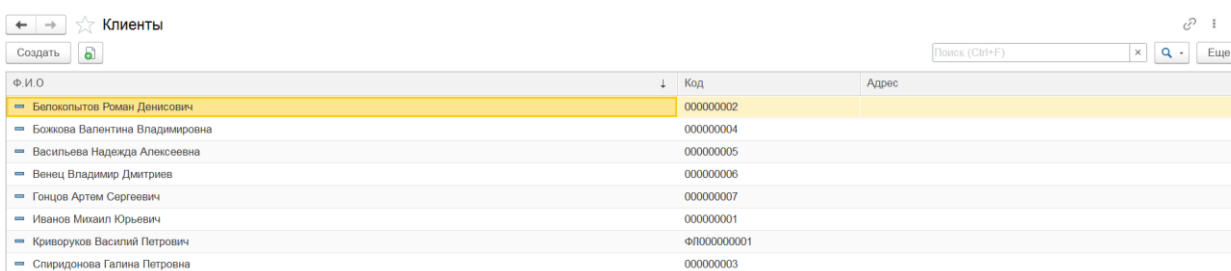 Клиенты
Создать Поиск (Ctrl+F) Еще
Ф.И.О Код Адрес
Белокопытов Роман Денисович 000000002
Божкова Валентина Владимировна 000000004
Васильева Надежда Алексеевна 000000005
Венец Владимир Дмитриев 000000006
Гонцов Артем Сергеевич 000000007
Иванов Михаил Юрьевич 000000001
Криворуков Василий Петрович ФЛ000000001
Спиридонова Галина Петровна 000000003